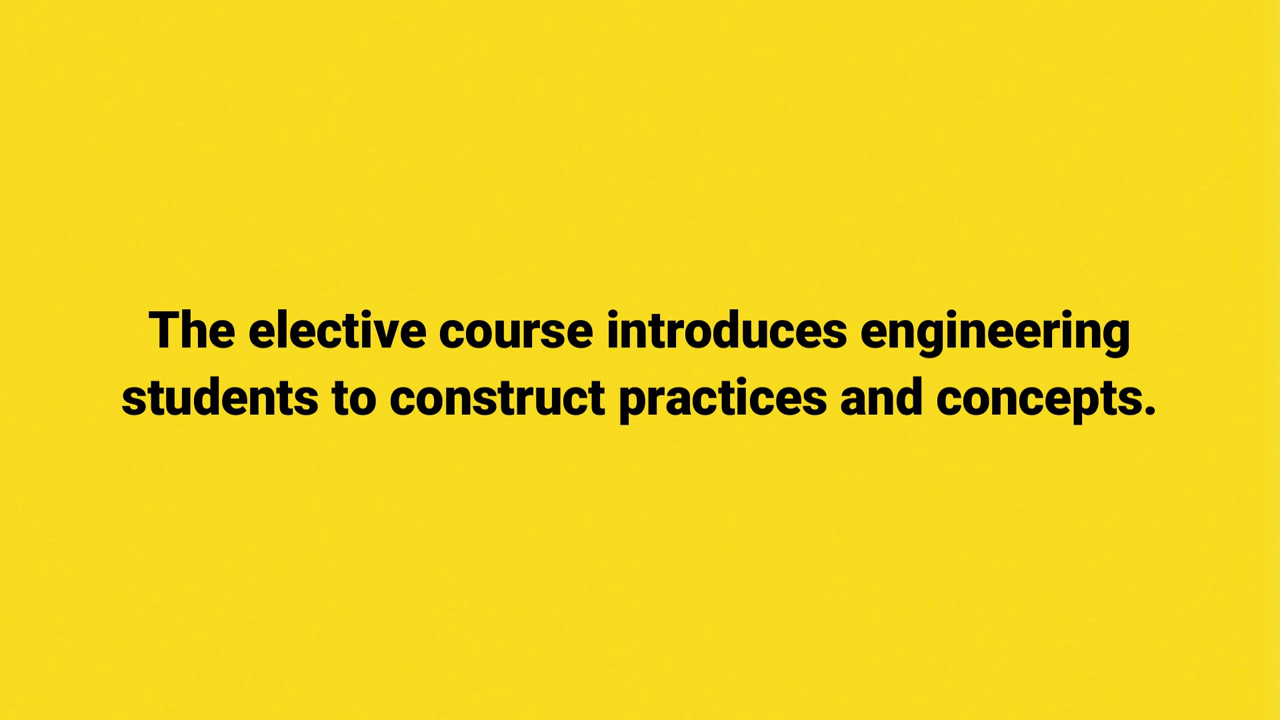 The elective course introduces engineering
students to construct practices and concepts.